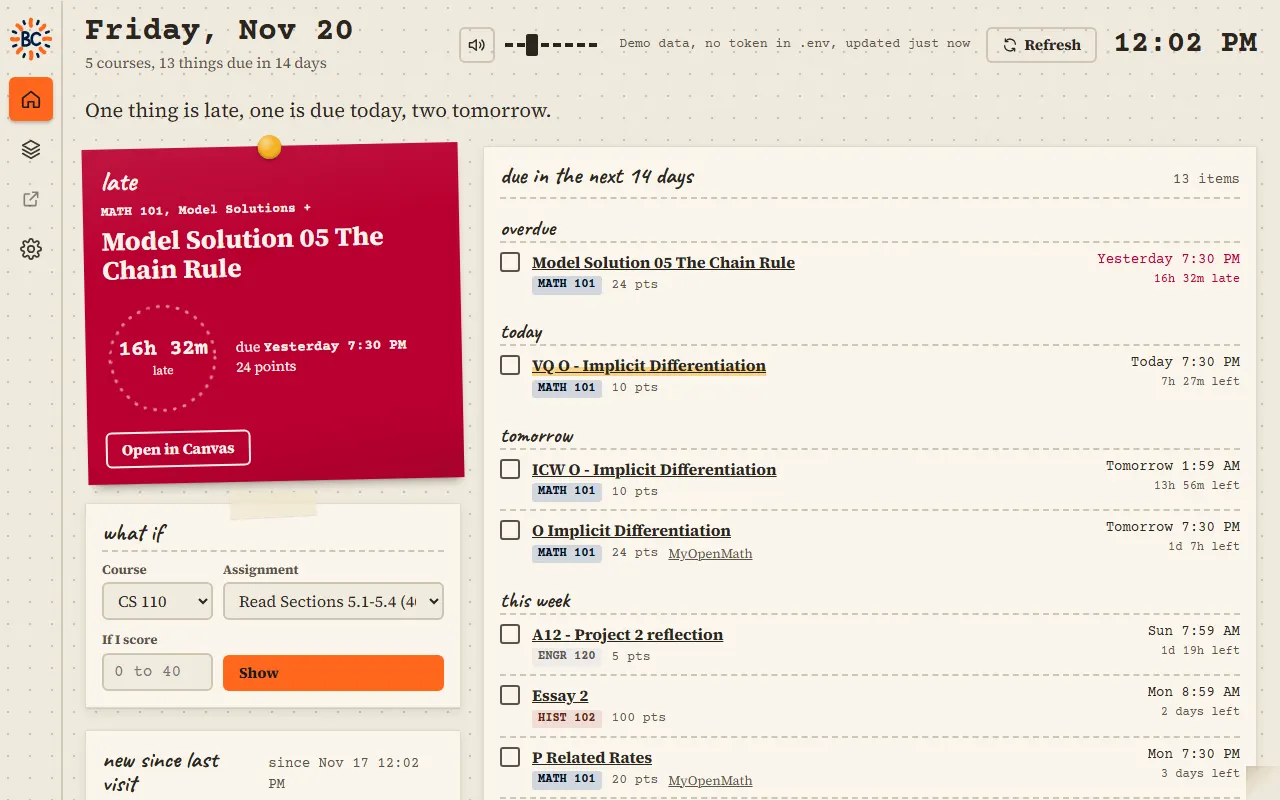 BC
Friday, Nov 20
5 courses, 13 things due in 14 days
Demo data, no token in .env, updated just now
Refresh
12:02 PM
One thing is late, one is due today, two tomorrow.
late
MATH 101, Model Solutions +
Model Solution 05 The
Chain Rule
16h 32m
late
due Yesterday 7:30 PM
24 points
Open in Canvas
what if
Course
Assignment
CS 110
Read Sections 5.1-5.4 (40
If I score
0 to 40
Show
new since last
visit
since Nov 17 12:02
PM
due in the next 14 days
13 items
overdue
Model Solution 05 The Chain Rule
Yesterday 7:30 PM
MATH 101 24 pts
16h 32m late
today
VQ O - Implicit Differentiation
Today 7:30 PM
MATH 101 10 pts
7h 27m left
tomorrow
ICW O - Implicit Differentiation
Tomorrow 1:59 AM
MATH 101 10 pts
13h 56m left
O Implicit Differentiation
Tomorrow 7:30 PM
MATH 101 24 pts MyOpenMath
1d 7h left
this week
A12 - Project 2 reflection
Sun 7:59 AM
ENGR 120 5 pts
1d 19h left
Essay 2
Mon 8:59 AM
HIST 102 100 pts
2 days left
P Related Rates
Mon 7:30 PM
MATH 101 20 pts MyOpenMath
3 days left